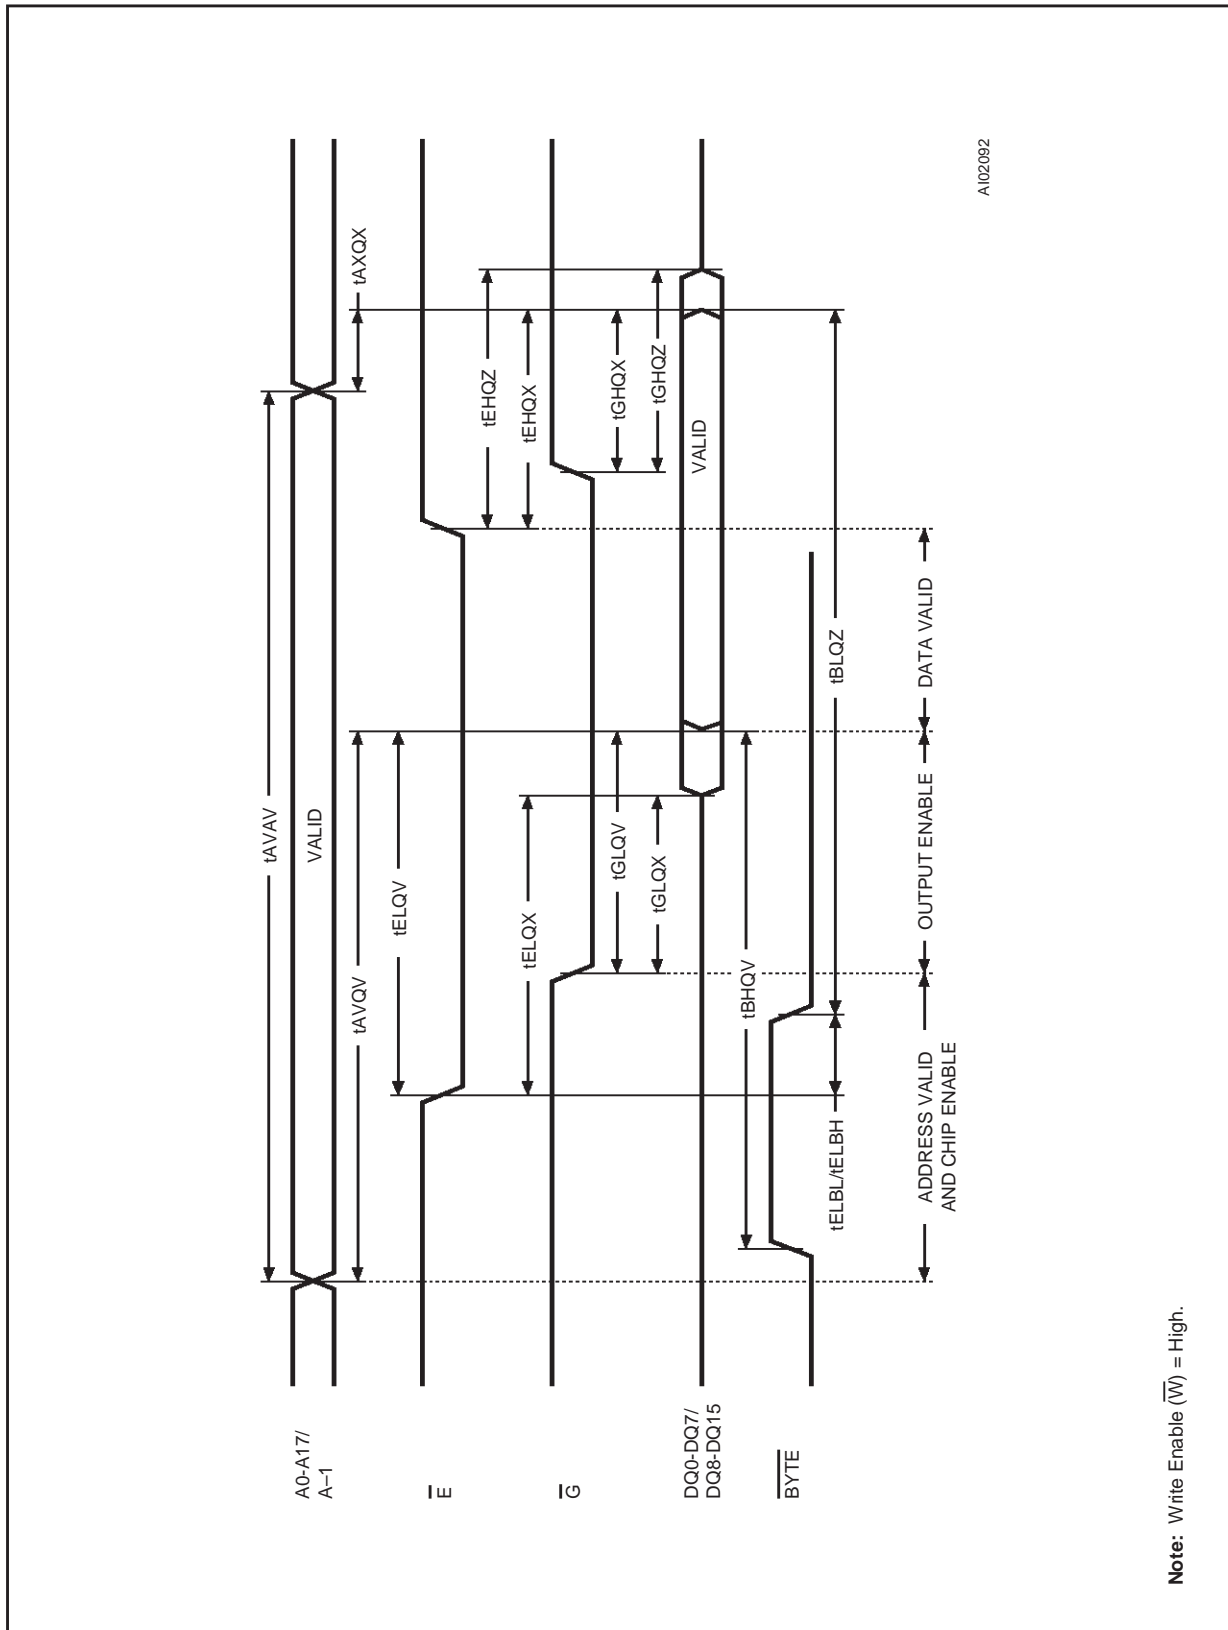 tAVAV
A0-A17/
A–1
VALID
tAVQV
tAXQX
tELQV
E
tEHQZ
tELQX
tEHQX
G
tGLQV
tGHQX
tGLQX
tGHQZ
DQ0-DQ7/
DQ8-DQ15
VALID
tBHQV
BYTE
tELBL/tELBH
tBLQZ
ADDRESS VALID
AND CHIP ENABLE
OUTPUT ENABLE
DATA VALID
AI02092
Note: Write Enable (W) = High.